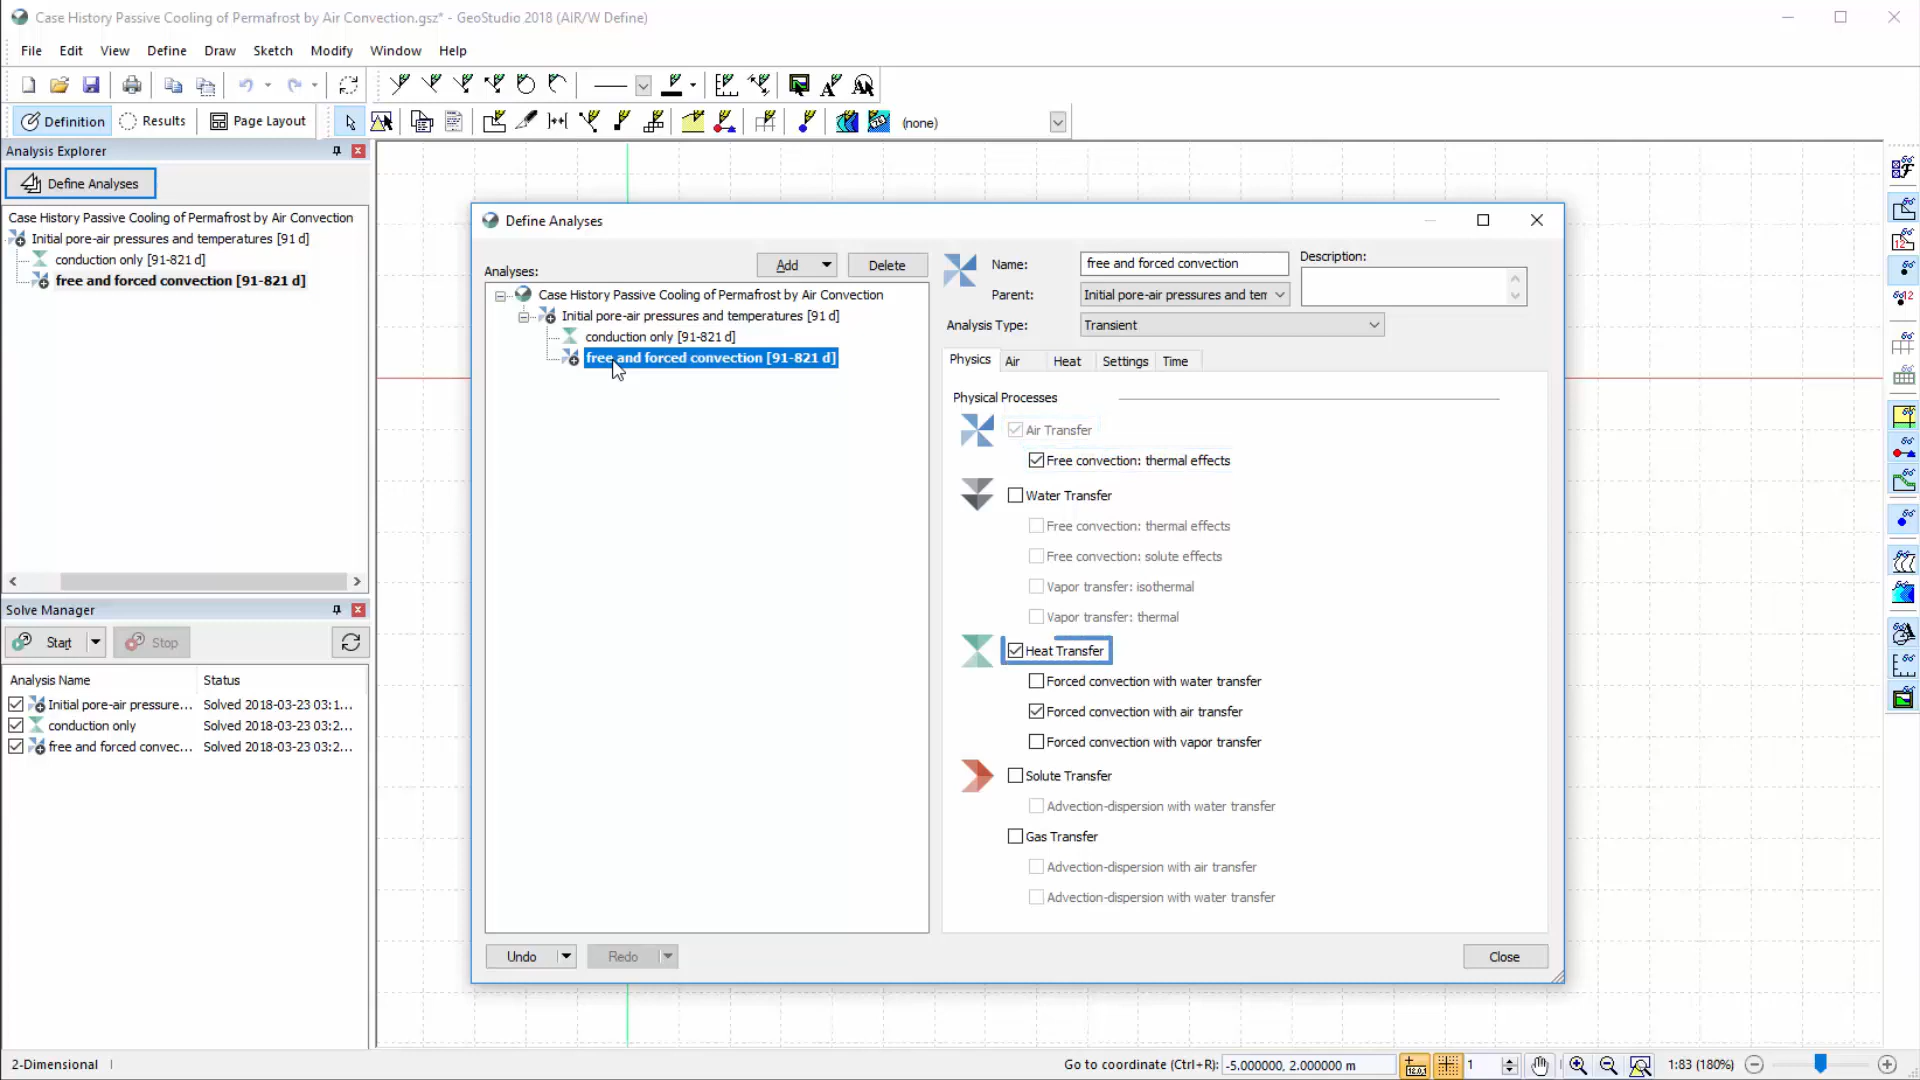 Case History Passive Cooling of Permafrost by Air Convection.gsz* - GeoStudio 2018 (AIR/W Define)
File Edit View Define Draw Sketch Modify Window Help
Definition Results Page Layout (none)
Analysis Explorer
Define Analyses
Case History Passive Cooling of Permafrost by Air Convection
Initial pore-air pressures and temperatures [91 d]
conduction only [91-821 d]
free and forced convection [91-821 d]
Solve Manager
Start Stop
Analysis Name Status
Initial pore-air pressure... Solved 2018-03-23 03:1...
conduction only Solved 2018-03-23 03:2...
free and forced convec... Solved 2018-03-23 03:2...
Define Analyses
Analyses: Add Delete
Case History Passive Cooling of Permafrost by Air Convection
Initial pore-air pressures and temperatures [91 d]
conduction only [91-821 d]
free and forced convection [91-821 d]
Undo Redo
Name: free and forced convection Description:
Parent: Initial pore-air pressures and ten
Analysis Type: Transient
Physics Air Heat Settings Time
Physical Processes
Air Transfer
Free convection: thermal effects
Water Transfer
Free convection: thermal effects
Free convection: solute effects
Vapor transfer: isothermal
Vapor transfer: thermal
Heat Transfer
Forced convection with water transfer
Forced convection with air transfer
Forced convection with vapor transfer
Solute Transfer
Advection-dispersion with water transfer
Gas Transfer
Advection-dispersion with air transfer
Advection-dispersion with water transfer
Close
2-Dimensional Go to coordinate (Ctrl+R): -5.000000, 2.000000 m 1 1:83 (180%)